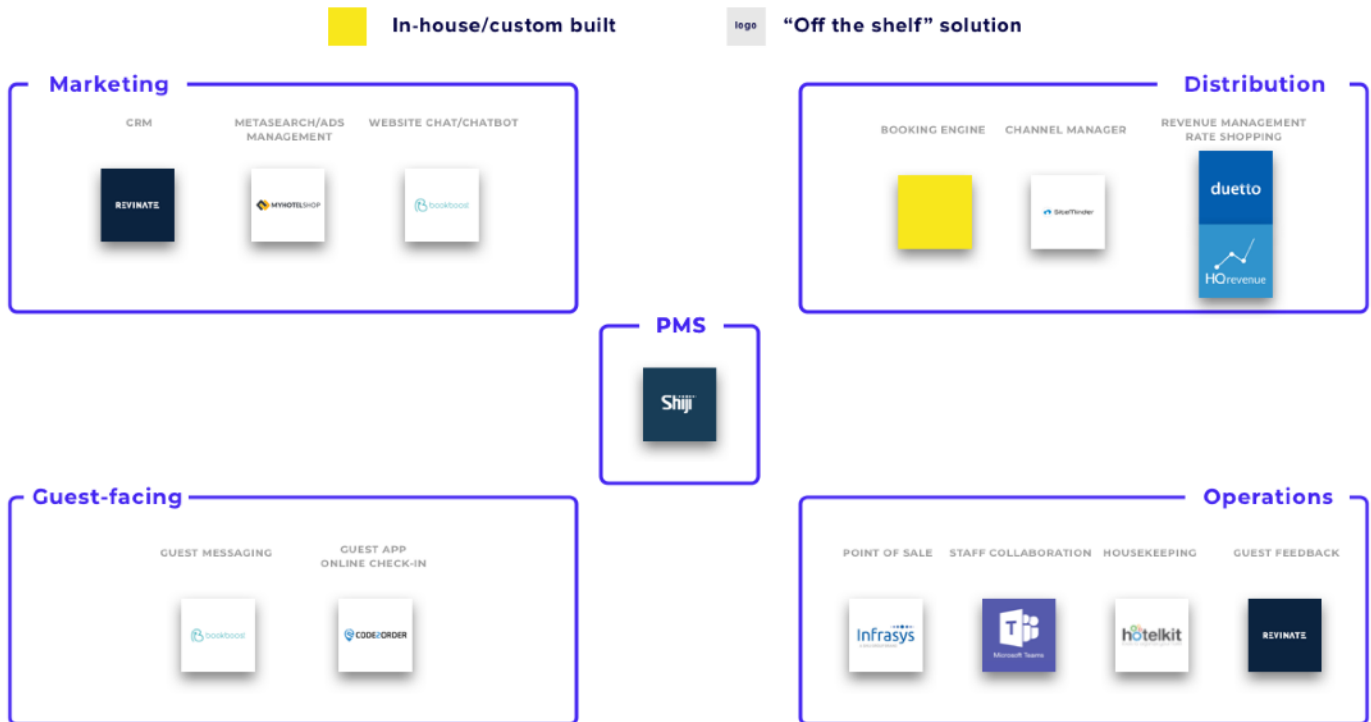 In-house/custom built
logo
“Off the shelf” solution
Marketing
CRM
METASEARCH/ADS
MANAGEMENT
WEBSITE CHAT/CHATBOT
REVINATE
MYHOTELSHOP
bookboost
Distribution
BOOKING ENGINE
CHANNEL MANAGER
REVENUE MANAGEMENT
RATE SHOPPING
SiteMinder
duetto
HQrevenue
PMS
Shiji
Guest-facing
GUEST MESSAGING
GUEST APP
ONLINE CHECK-IN
bookboost
CODE2ORDER
Operations
POINT OF SALE
STAFF COLLABORATION
HOUSEKEEPING
GUEST FEEDBACK
Infrasys
T
Microsoft Teams
hotelkit
REVINATE